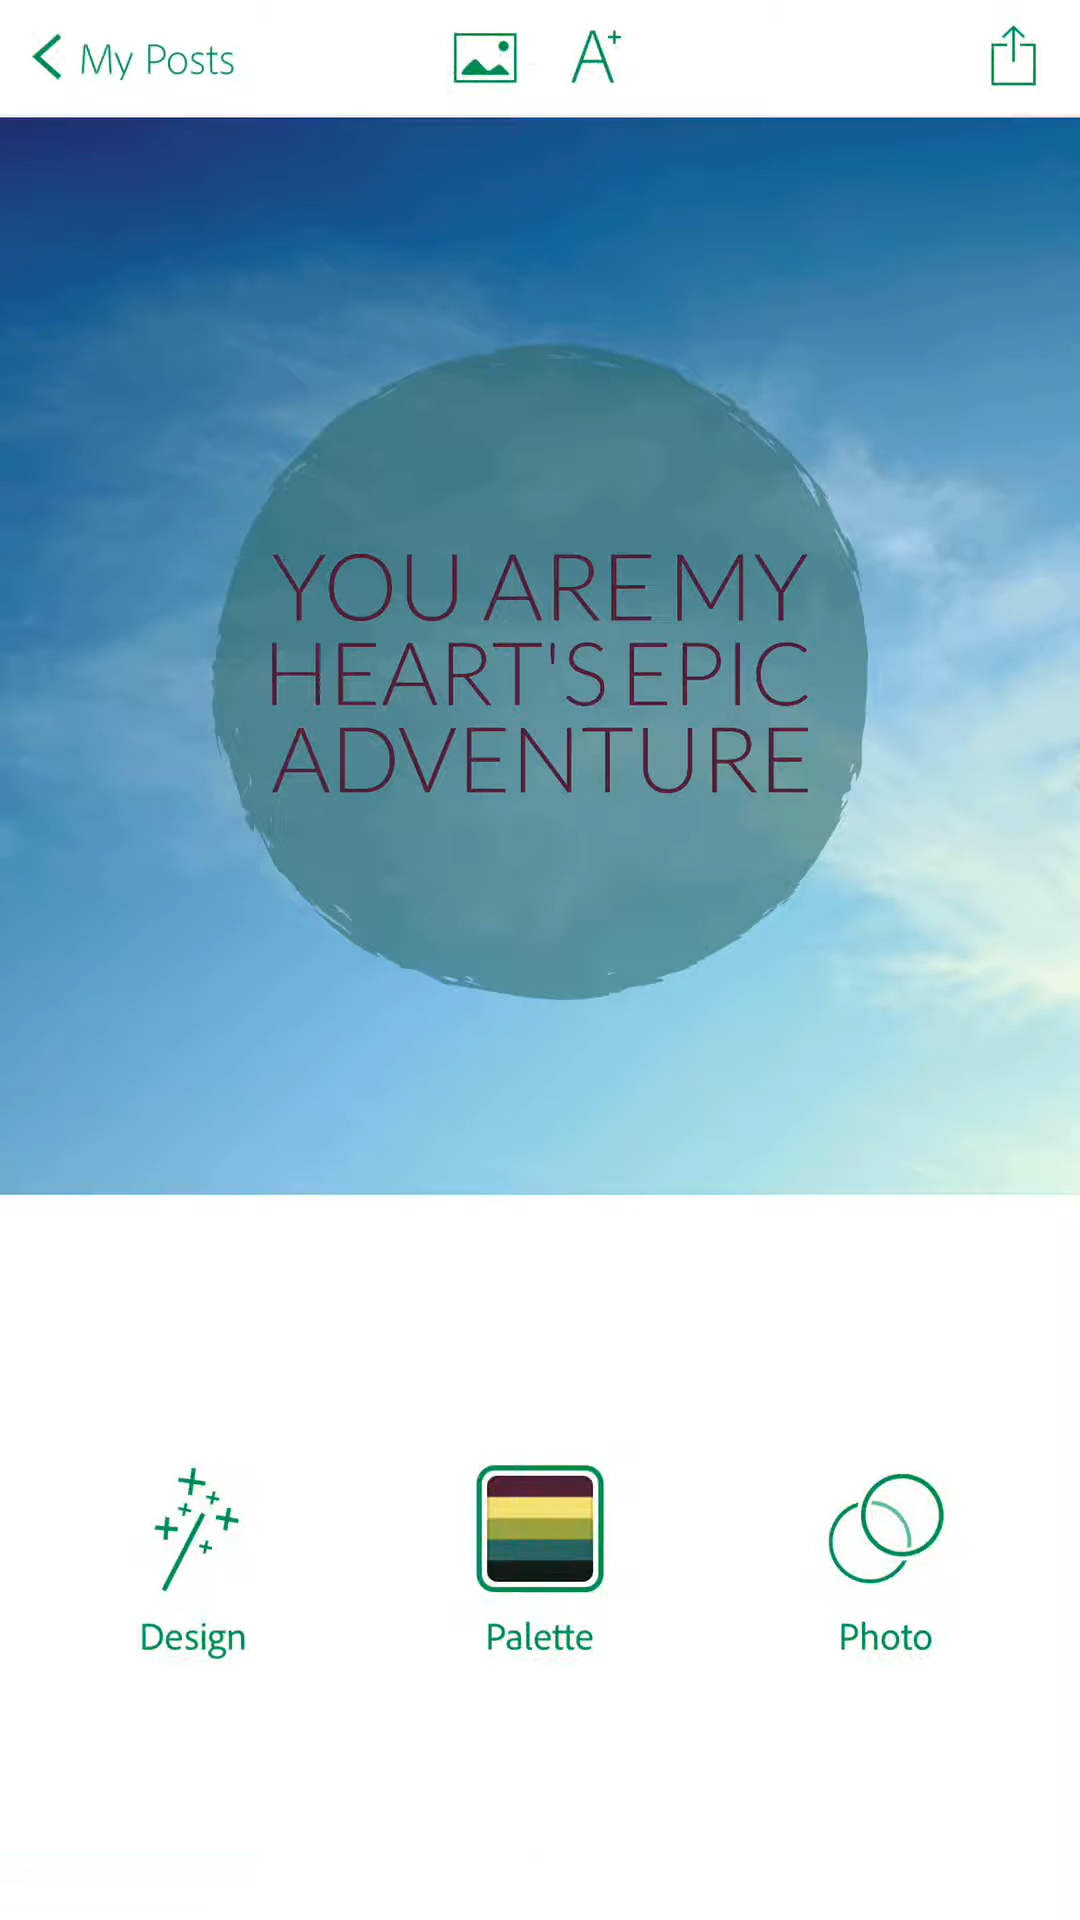 My Posts
A+
YOU ARE MY
HEART'S EPIC
ADVENTURE
Design
Palette
Photo